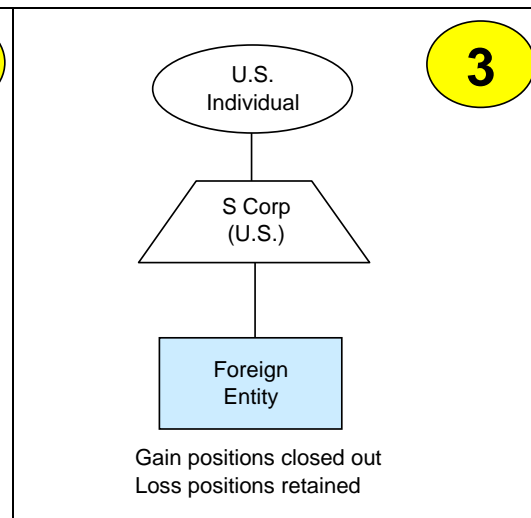 3
U.S.
Individual
S Corp
(U.S.)
Foreign
Entity
Gain positions closed out
Loss positions retained